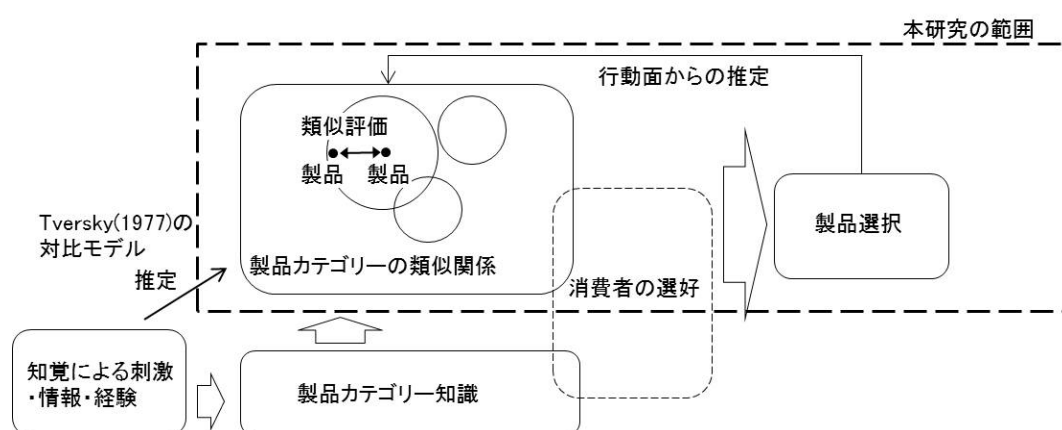 本研究の範囲
行動面からの推定
類似評価
製品 製品
製品選択
Tversky(1977)の
対比モデル
製品カテゴリーの類似関係
推定
消費者の選好
知覚による刺激
・情報・経験
製品カテゴリー知識